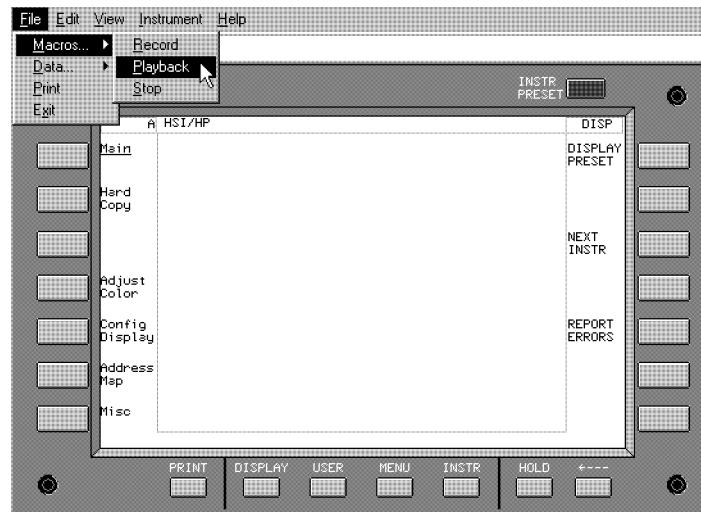 File Edit View Instrument Help
Macros... Record
Data... Playback
Print Stop
Exit
INSTR
PRESET
A HSI/HP DISP
Main
DISPLAY
PRESET
Hard
Copy
NEXT
INSTR
Adjust
Color
Config
Display
REPORT
ERRORS
Address
Map
Misc
PRINT DISPLAY USER MENU INSTR HOLD ←---